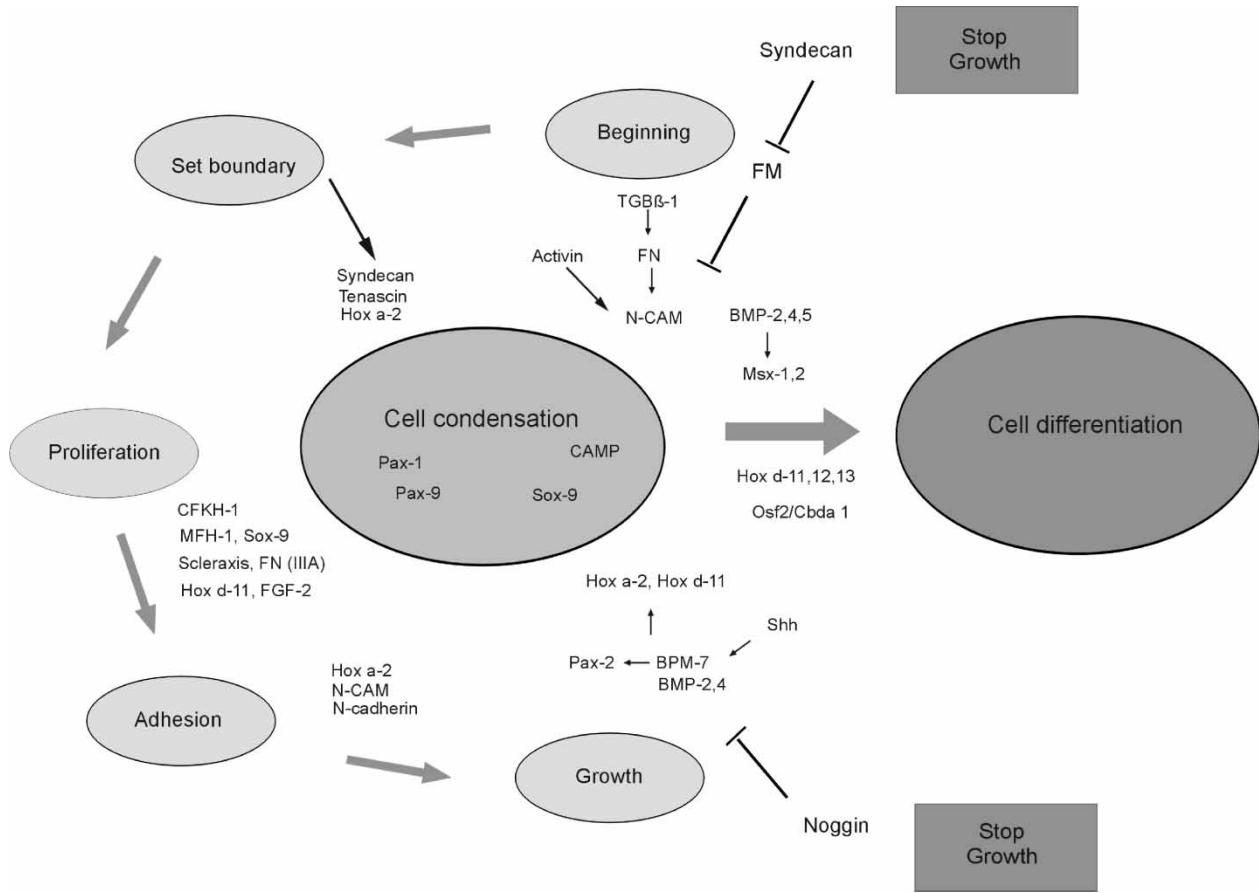 Syndecan
Stop
Growth
Beginning
Set boundary
FM
TGBß-1
Activin
FN
Syndecan
Tenascin
Hox a-2
N-CAM
BMP-2,4,5
Msx-1,2
Cell condensation
CAMP
Pax-1
Pax-9
Sox-9
Cell differentiation
Hox d-11,12,13
Osf2/Cbda 1
Proliferation
CFKH-1
MFH-1, Sox-9
Scleraxis, FN (IIIA)
Hox d-11, FGF-2
Hox a-2, Hox d-11
Shh
Pax-2
BPM-7
BMP-2,4
Hox a-2
N-CAM
N-cadherin
Adhesion
Growth
Noggin
Stop
Growth